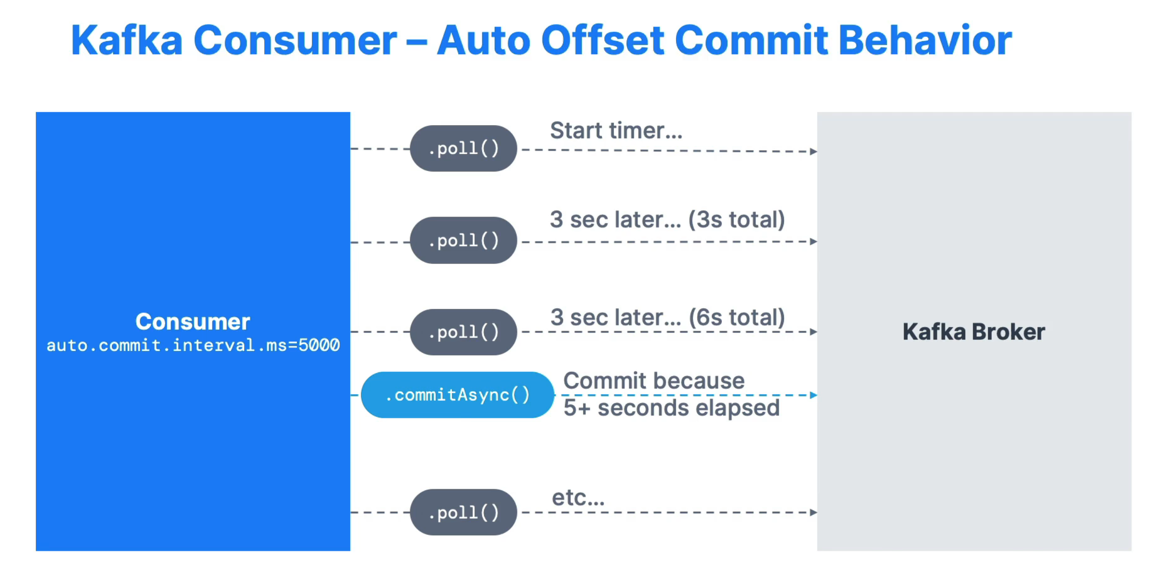 Kafka Consumer – Auto Offset Commit Behavior
.poll()
Start timer...
.poll()
3 sec later... (3s total)
Consumer
auto.commit.interval.ms=5000
.poll()
3 sec later... (6s total)
Kafka Broker
.commitAsync()
Commit because
5+ seconds elapsed
.poll()
etc...